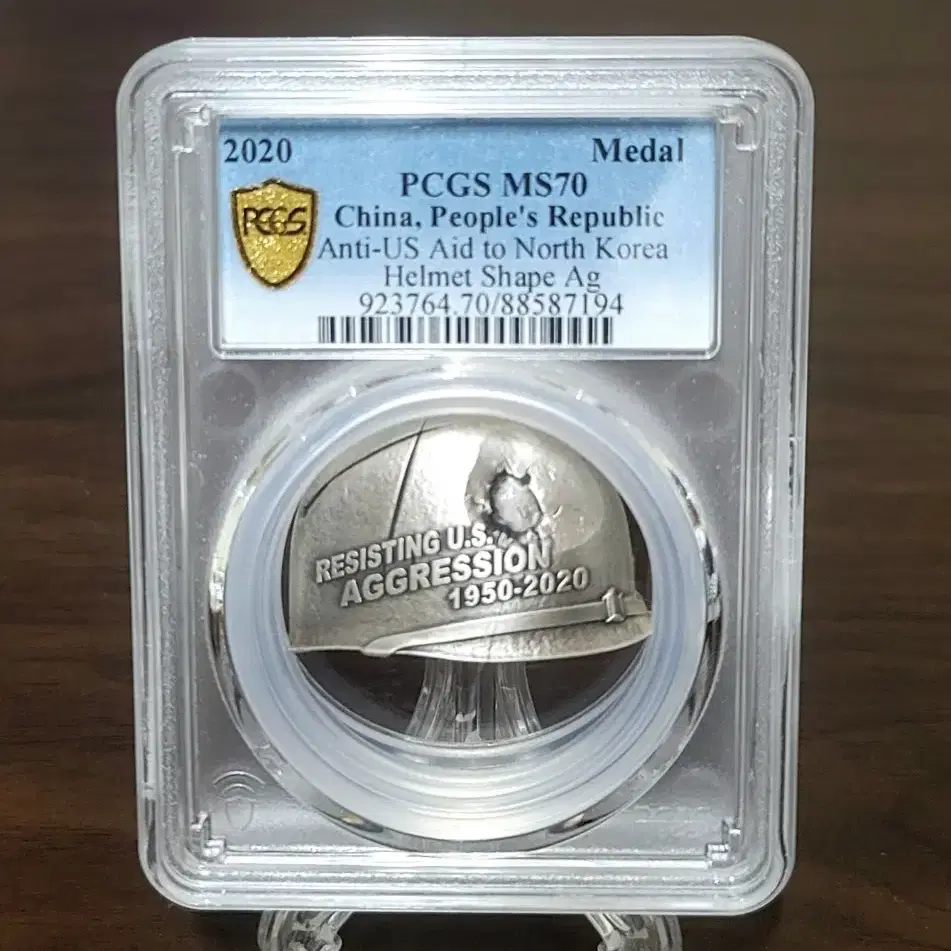 2020 Medal
PCGS MS70
PCGS
China, People's Republic
Anti-US Aid to North Korea
Helmet Shape Ag
923764.70/88587194
RESISTING U.S.
AGGRESSION
1950-2020